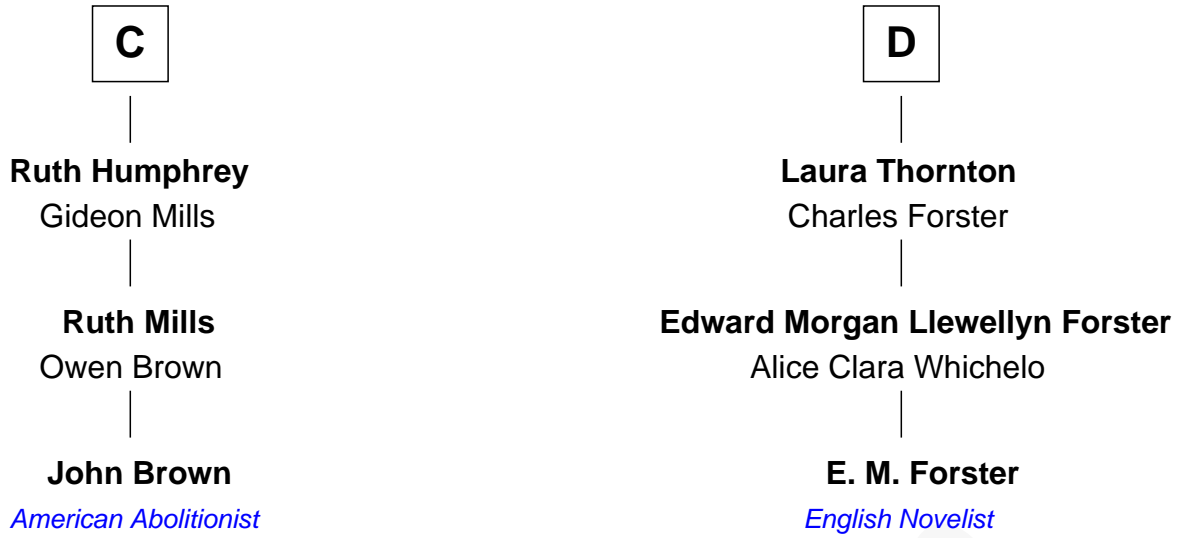 C
Ruth Humphrey
Gideon Mills
Ruth Mills
Owen Brown
John Brown
American Abolitionist
D
Laura Thornton
Charles Forster
Edward Morgan Llewellyn Forster
Alice Clara Whichelo
E. M. Forster
English Novelist